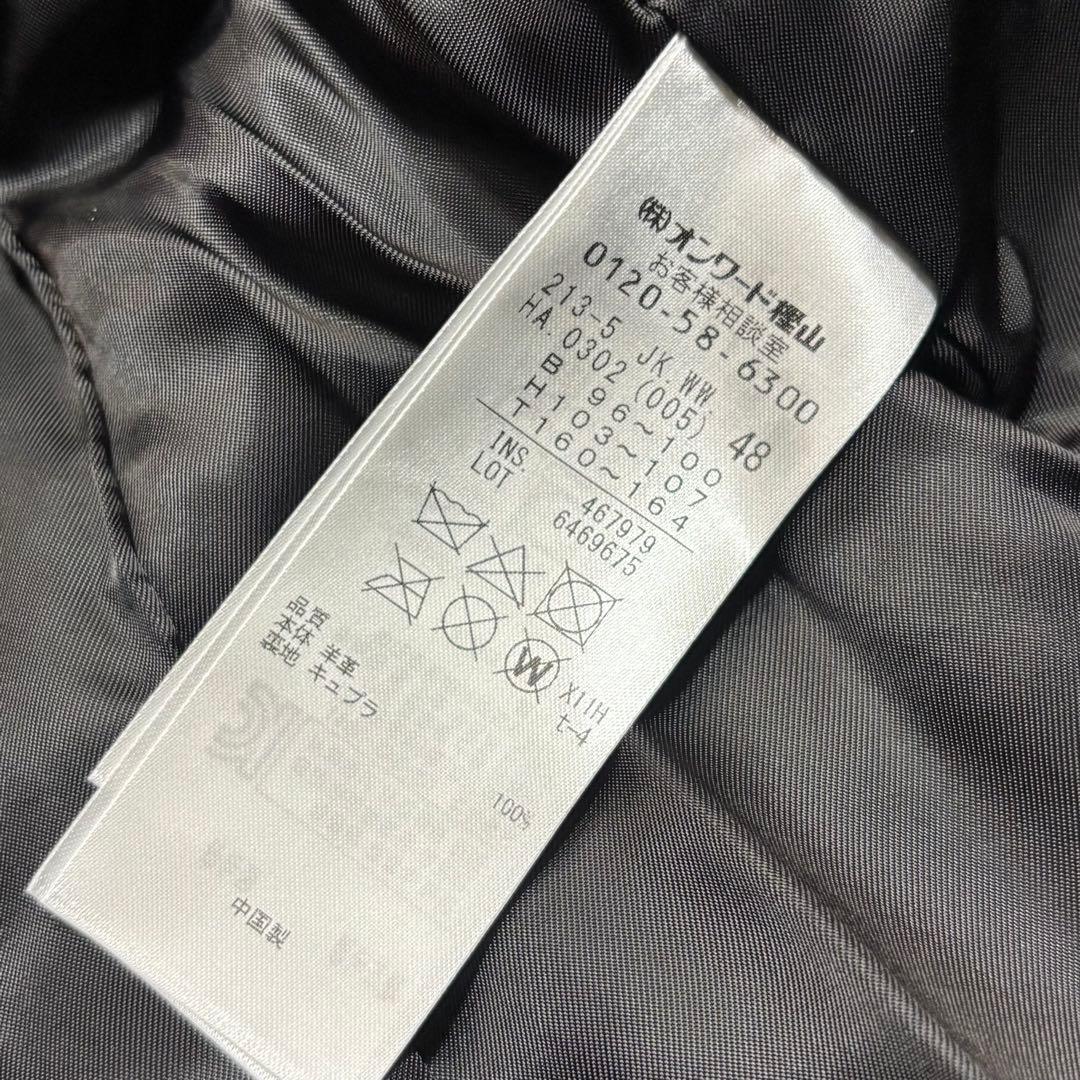 (株)オンワード樫山
お客様相談室
0120-58-6300
213-5 JK.WW. 48
HA.0302(005)
B 96~100
H103~107
T160~164
INS. 467979
LOT 6469675
W
X11H
t-4
品質
本体 羊革
裏地 キュプラ 100%
中国製